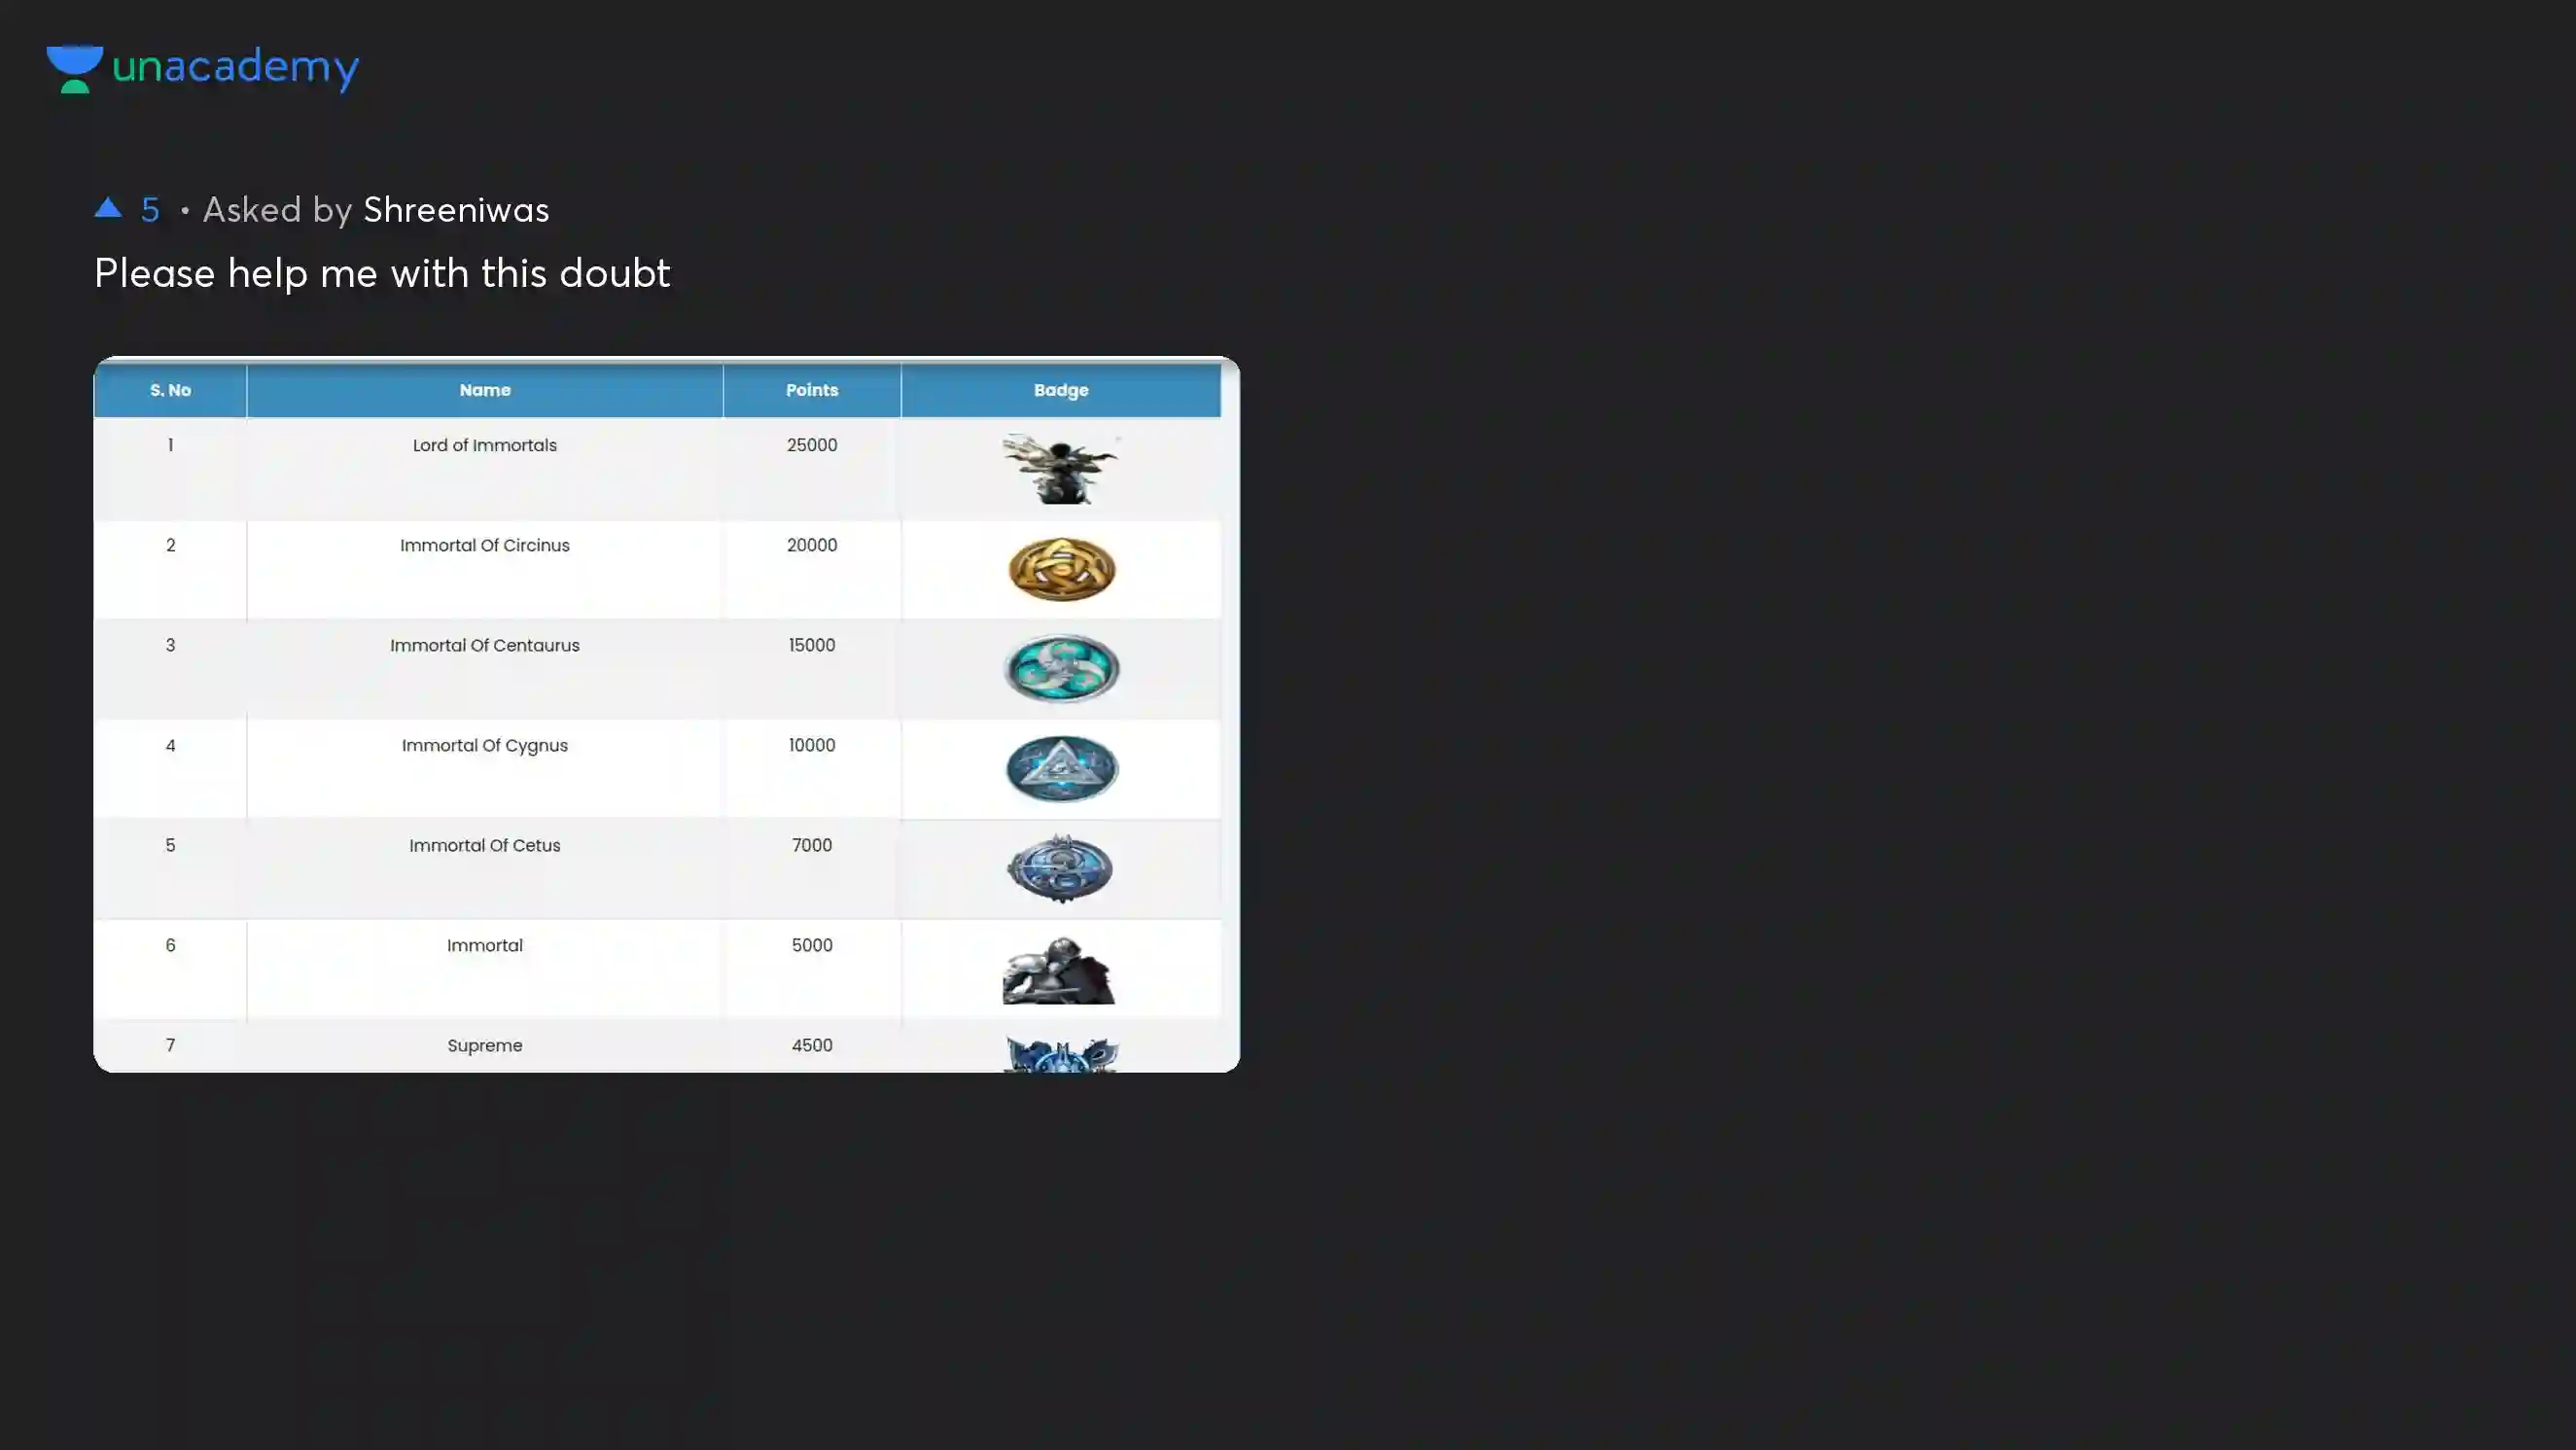 unacademy
5 • Asked by Shreeniwas
Please help me with this doubt
S. No Name Points Badge
1 Lord of Immortals 25000
2 Immortal Of Circinus 20000
3 Immortal Of Centaurus 15000
4 Immortal Of Cygnus 10000
5 Immortal Of Cetus 7000
6 Immortal 5000
7 Supreme 4500